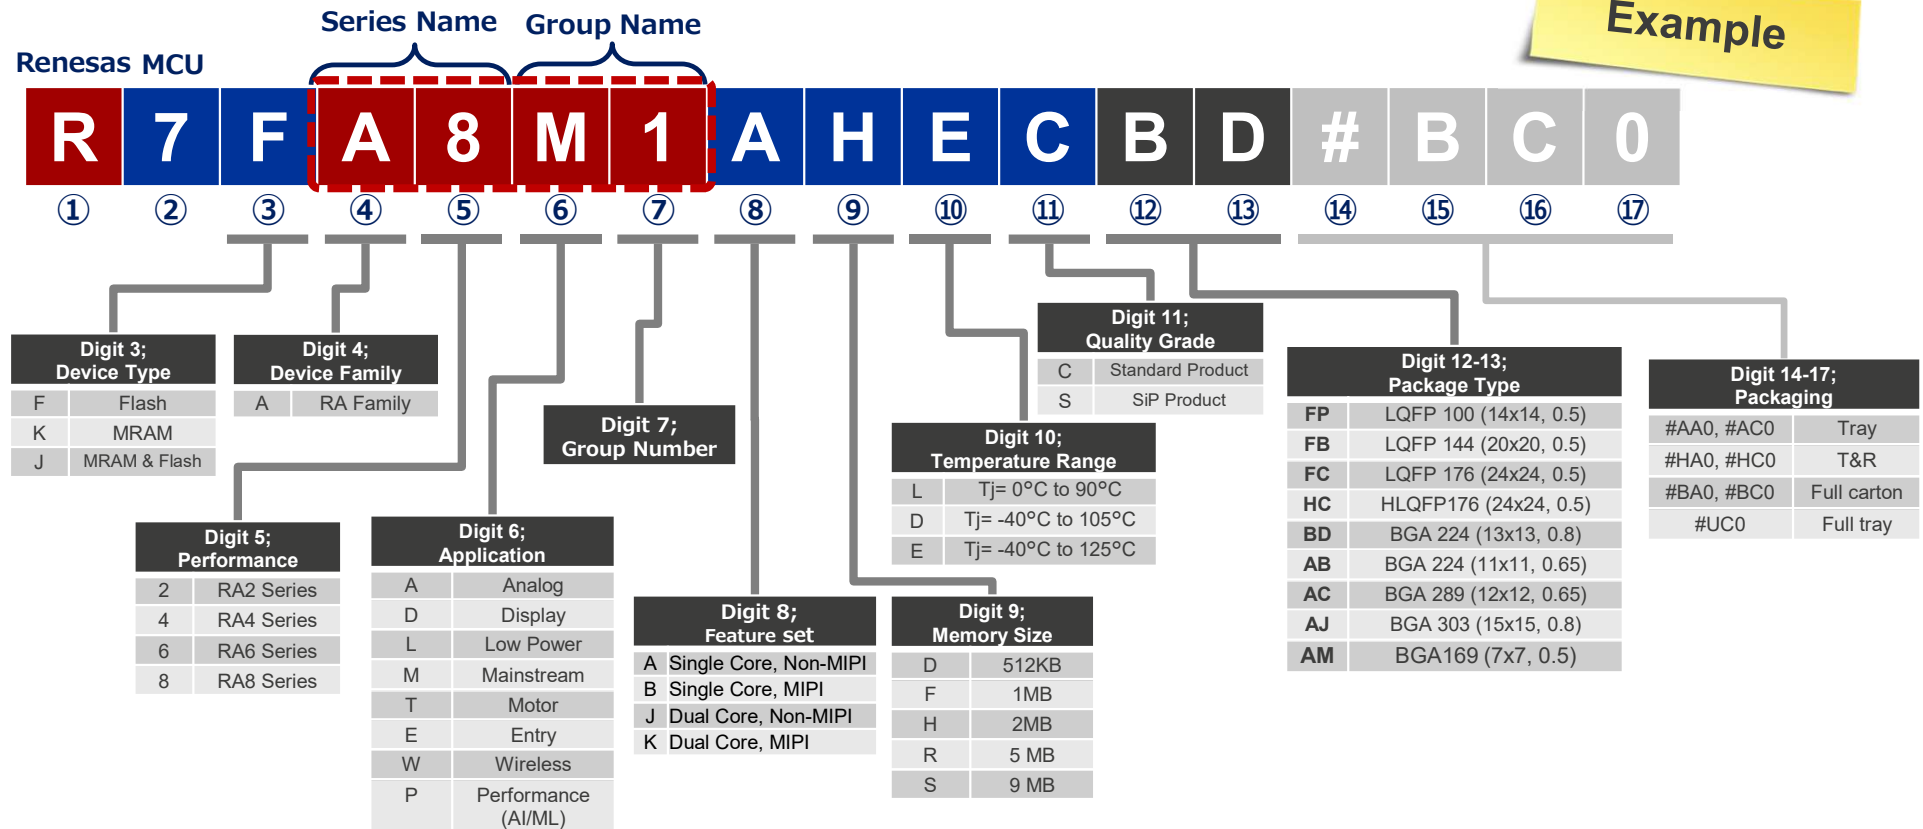 Example
Series Name
Group Name
Renesas MCU
R 7 F A 8 M 1 A H E C B D # B C 0
① ② ③ ④ ⑤ ⑥ ⑦ ⑧ ⑨ ⑩ ⑪ ⑫ ⑬ ⑭ ⑮ ⑯ ⑰
Digit 3;
Device Type
F Flash
K MRAM
J MRAM & Flash
Digit 4;
Device Family
A RA Family
Digit 5;
Performance
2 RA2 Series
4 RA4 Series
6 RA6 Series
8 RA8 Series
Digit 6;
Application
A Analog
D Display
L Low Power
M Mainstream
T Motor
E Entry
W Wireless
P Performance
(AI/ML)
Digit 7;
Group Number
Digit 8;
Feature set
A Single Core, Non-MIPI
B Single Core, MIPI
J Dual Core, Non-MIPI
K Dual Core, MIPI
Digit 9;
Memory Size
D 512KB
F 1MB
H 2MB
R 5 MB
S 9 MB
Digit 10;
Temperature Range
L Tj= 0°C to 90°C
D Tj= -40°C to 105°C
E Tj= -40°C to 125°C
Digit 11;
Quality Grade
C Standard Product
S SiP Product
Digit 12-13;
Package Type
FP LQFP 100 (14x14, 0.5)
FB LQFP 144 (20x20, 0.5)
FC LQFP 176 (24x24, 0.5)
HC HLQFP176 (24x24, 0.5)
BD BGA 224 (13x13, 0.8)
AB BGA 224 (11x11, 0.65)
AC BGA 289 (12x12, 0.65)
AJ BGA 303 (15x15, 0.8)
AM BGA169 (7x7, 0.5)
Digit 14-17;
Packaging
#AA0, #AC0 Tray
#HA0, #HC0 T&R
#BA0, #BC0 Full carton
#UC0 Full tray